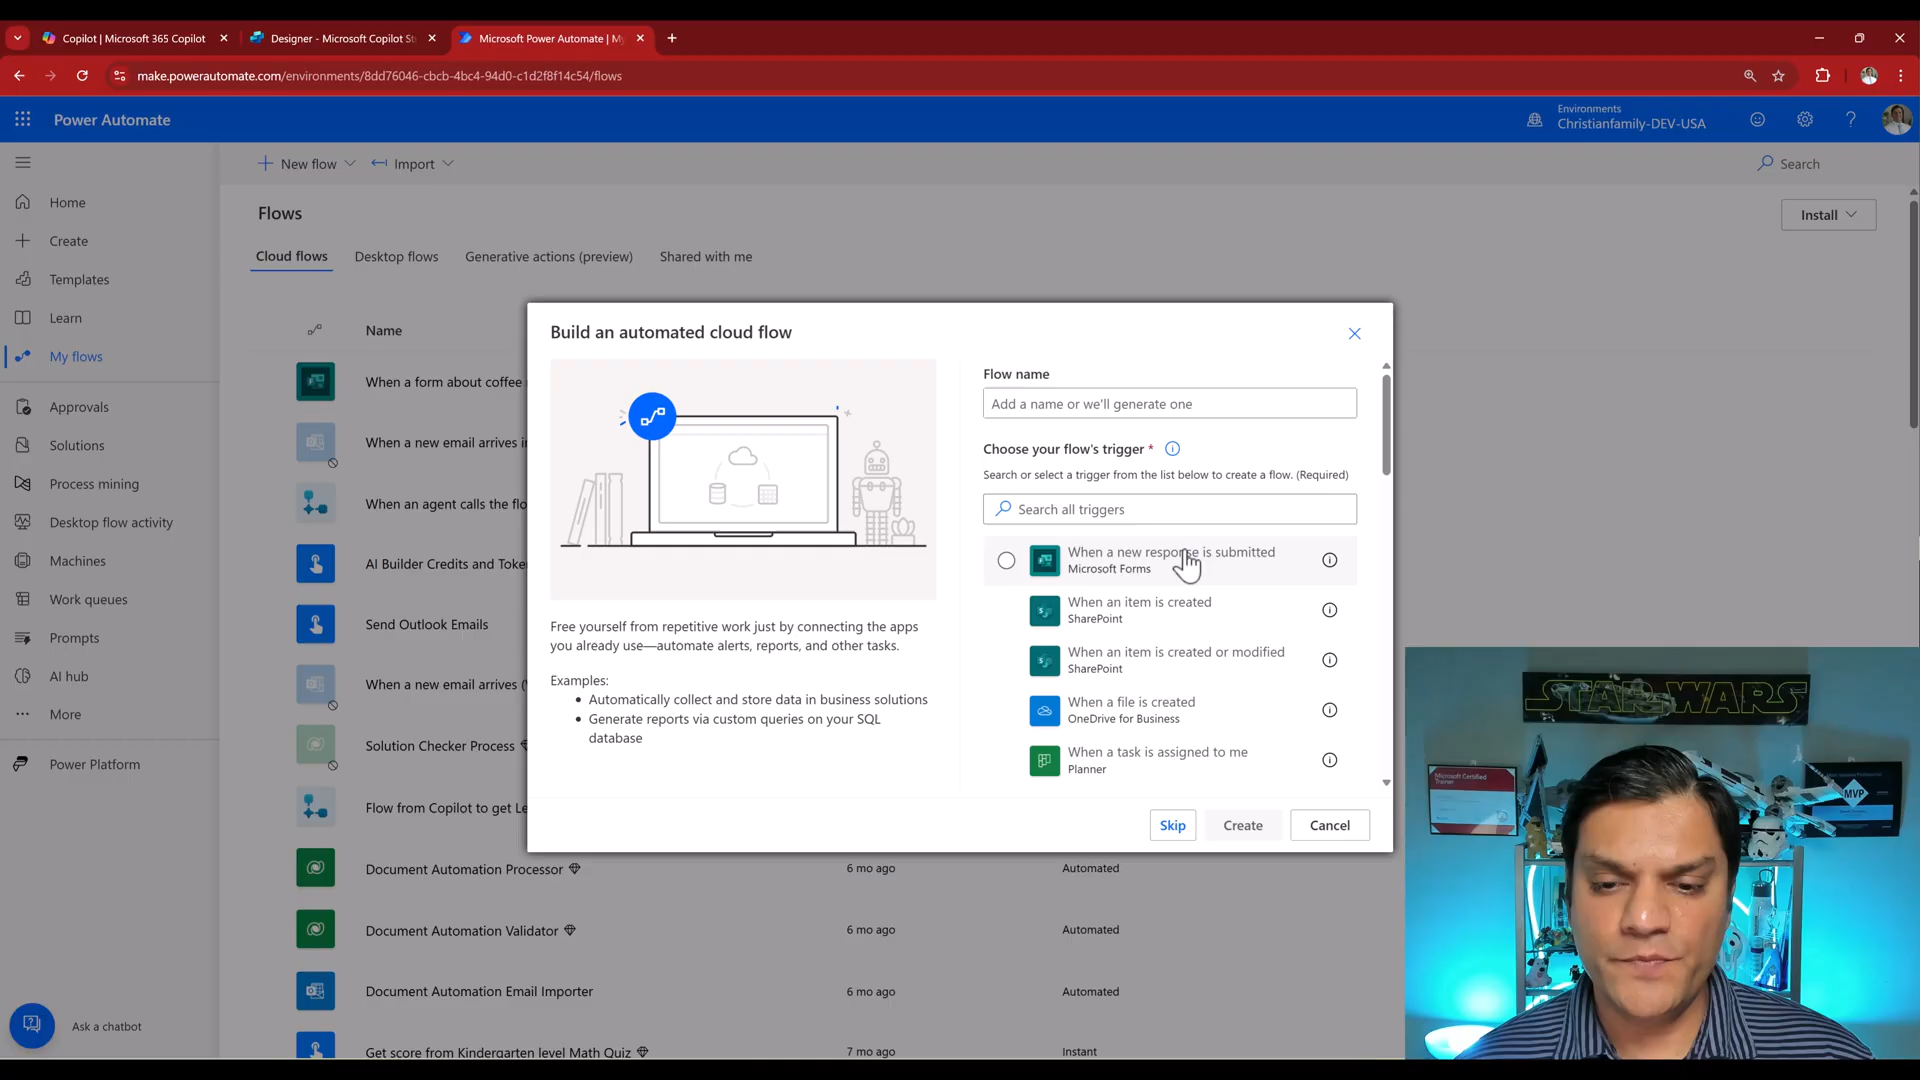 Copilot | Microsoft 365 Copilot
Designer - Microsoft Copilot St
Microsoft Power Automate | My
make.powerautomate.com/environments/8dd76046-cbcb-4bc4-94d0-c1d2f8f14c54/flows
Power Automate
Environments
Christianfamily-DEV-USA
New flow
Import
Search
Home
Create
Templates
Learn
My flows
Approvals
Solutions
Process mining
Desktop flow activity
Machines
Work queues
Prompts
AI hub
More
Power Platform
Ask a chatbot
Flows
Install
Cloud flows
Desktop flows
Generative actions (preview)
Shared with me
Name
When a form about coffee
When a new email arrives i
When an agent calls the flo
AI Builder Credits and Toke
Send Outlook Emails
When a new email arrives (
Solution Checker Process
Flow from Copilot to get Le
Document Automation Processor
6 mo ago
Automated
Document Automation Validator
6 mo ago
Automated
Document Automation Email Importer
6 mo ago
Automated
Get score from Kindergarten level Math Quiz
7 mo ago
Instant
Build an automated cloud flow
Free yourself from repetitive work just by connecting the apps
you already use—automate alerts, reports, and other tasks.
Examples:
• Automatically collect and store data in business solutions
• Generate reports via custom queries on your SQL
database
Flow name
Add a name or we'll generate one
Choose your flow's trigger *
Search or select a trigger from the list below to create a flow. (Required)
Search all triggers
When a new response is submitted
Microsoft Forms
When an item is created
SharePoint
When an item is created or modified
SharePoint
When a file is created
OneDrive for Business
When a task is assigned to me
Planner
Skip
Create
Cancel
STAR WARS
Microsoft Certified
Trainer
MVP